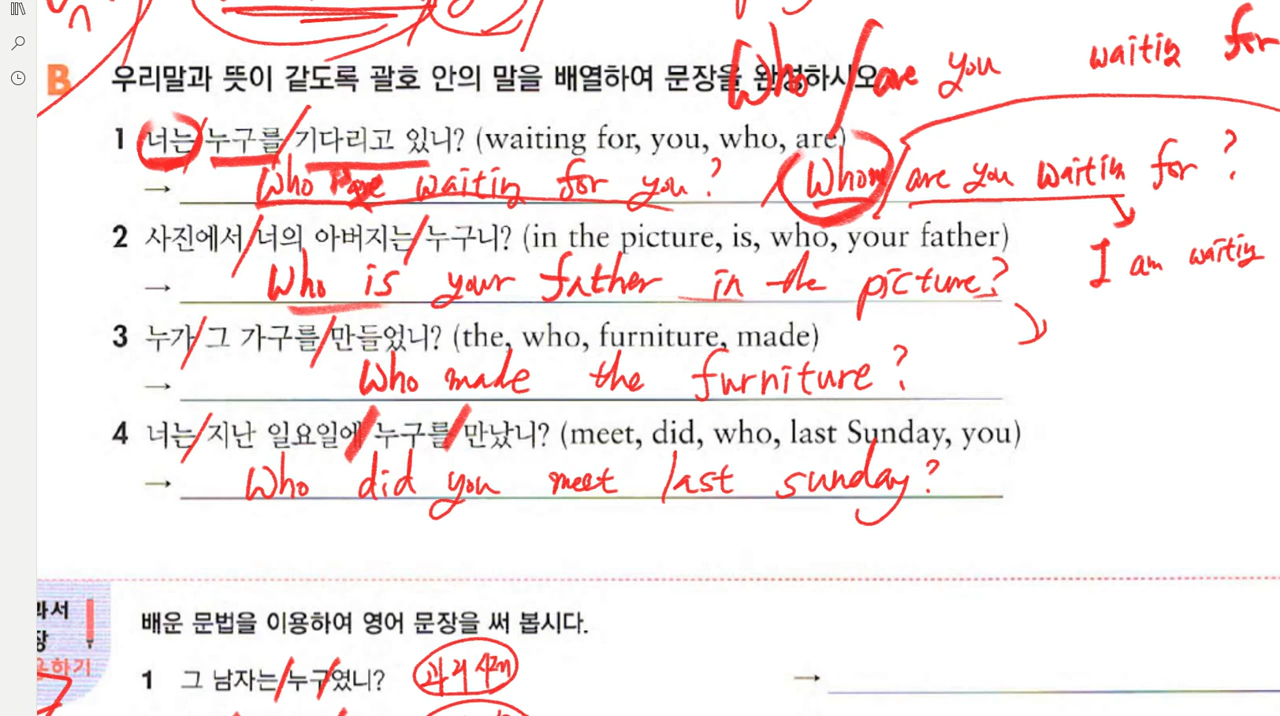 Who are you waitin for
B 우리말과 뜻이 같도록 괄호 안의 말을 배열하여 문장을 완성하시오
1 너는 누구를 기다리고 있니? (waiting for, you, who, are)
→ Who are waitin for you? Whom are you waitin for?
2 사진에서 너의 아버지는 누구니? (in the picture, is, who, your father)
I am waitin
→ Who is your father in the picture?
3 누가 그 가구를 만들었니? (the, who, furniture, made)
→ Who made the furniture?
4 너는 지난 일요일에 누구를 만났니? (meet, did, who, last Sunday, you)
→ Who did you meet last sunday?
배운 문법을 이용하여 영어 문장을 써 봅시다.
1 그 남자는 누구였니? →